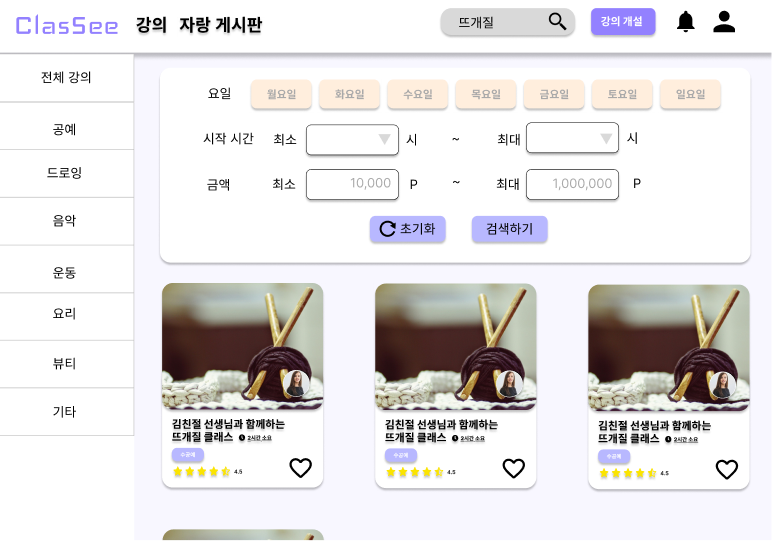 ClasSee 강의 자랑 게시판 뜨개질 강의 개설
전체 강의
공예
드로잉
음악
운동
요리
뷰티
기타
요일 월요일 화요일 수요일 목요일 금요일 토요일 일요일
시작 시간 최소 시 ~ 최대 시
금액 최소 10,000 P ~ 최대 1,000,000 P
초기화 검색하기
김친절 선생님과 함께하는
뜨개질 클래스 2시간 소요
수공예
4.5
김친절 선생님과 함께하는
뜨개질 클래스 2시간 소요
수공예
4.5
김친절 선생님과 함께하는
뜨개질 클래스 2시간 소요
수공예
4.5